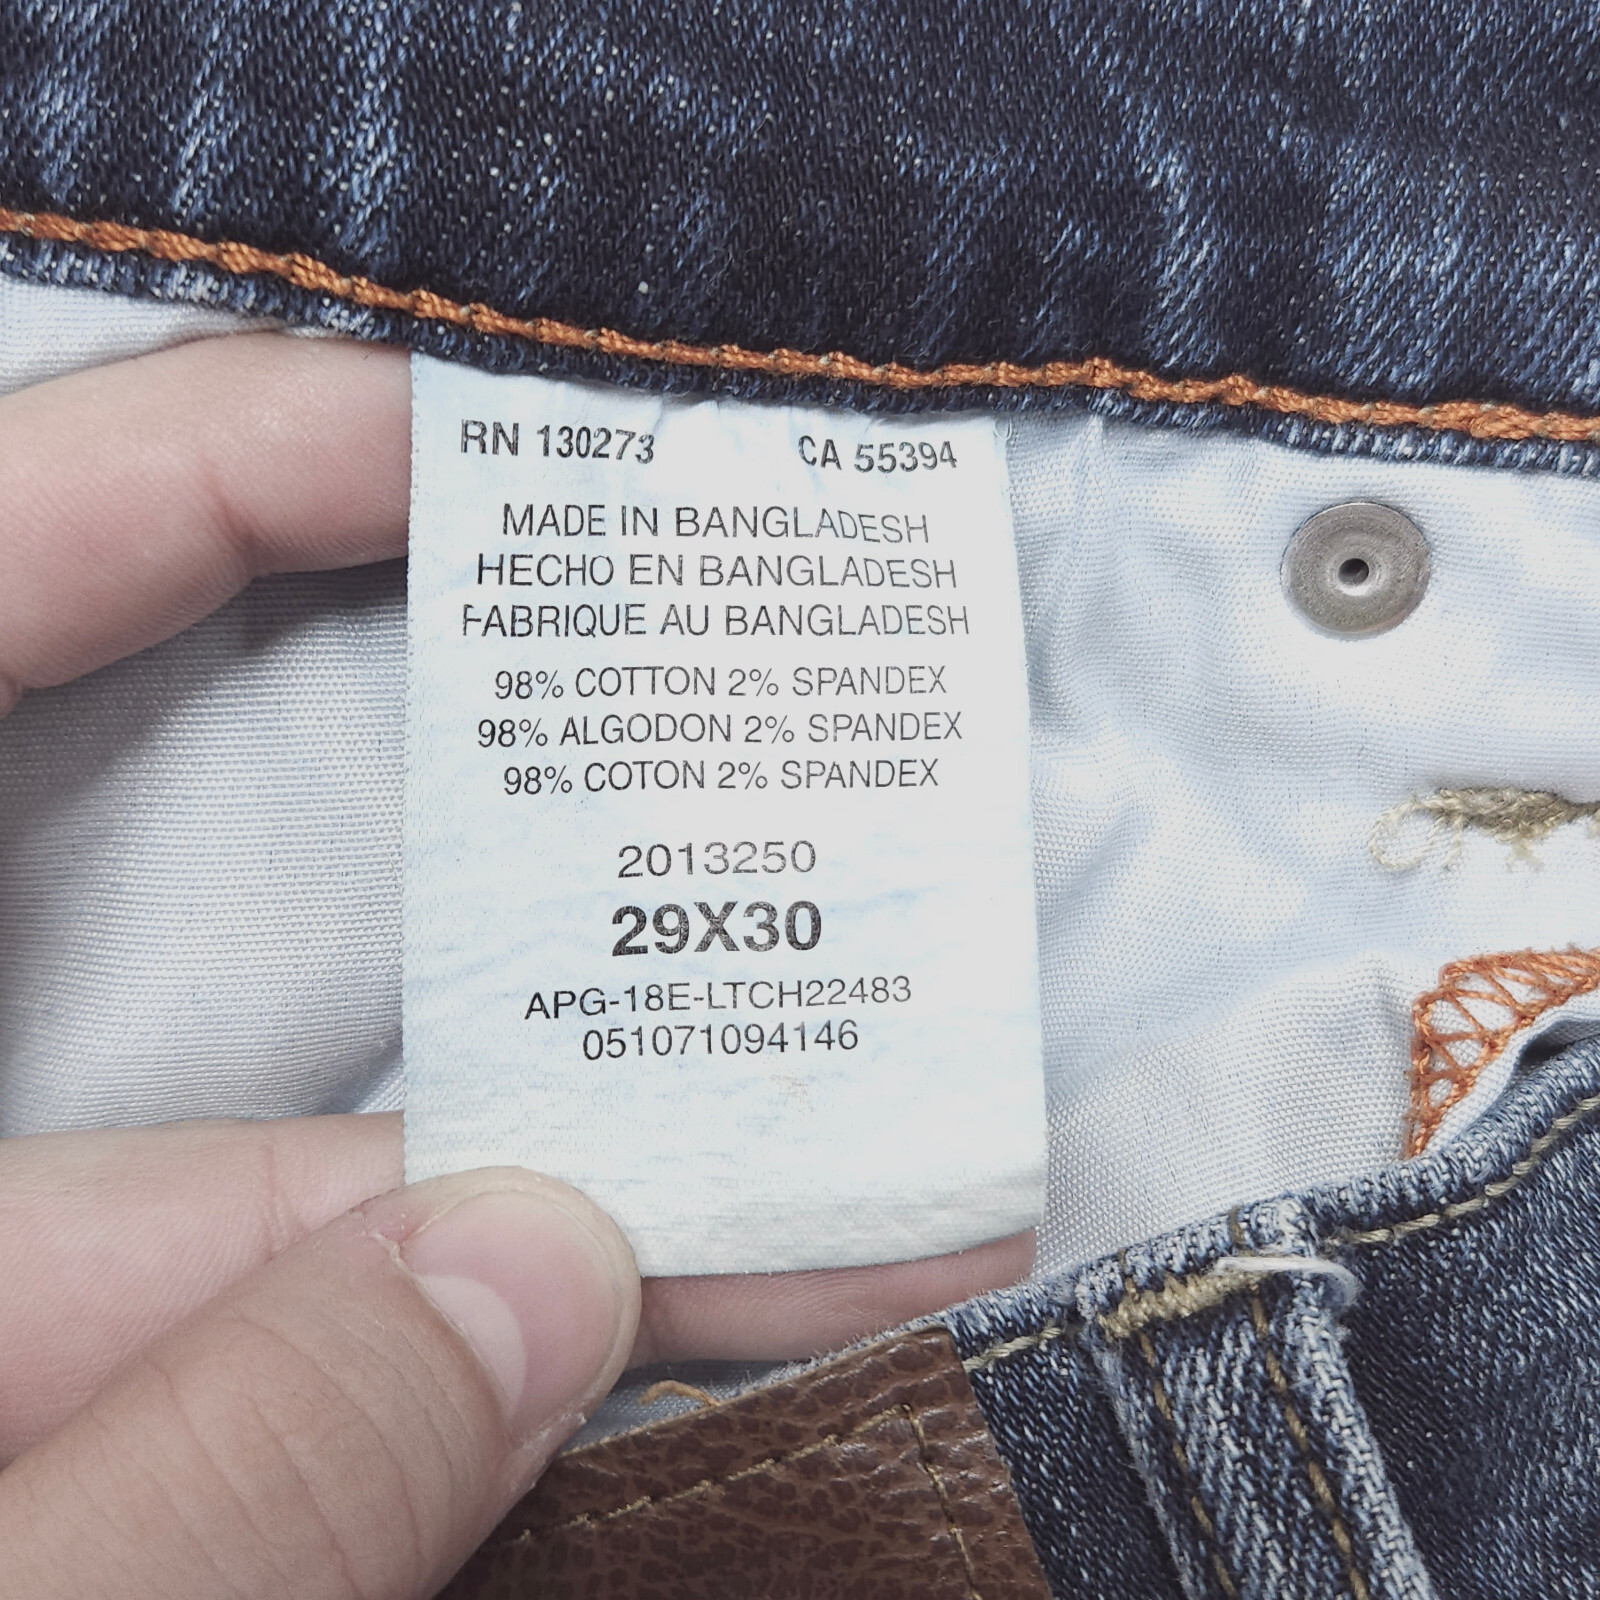 RN 130273 CA 55394
MADE IN BANGLADESH
HECHO EN BANGLADESH
FABRIQUE AU BANGLADESH
98% COTTON 2% SPANDEX
98% ALGODON 2% SPANDEX
98% COTON 2% SPANDEX
2013250
29X30
APG-18E-LTCH22483
051071094146